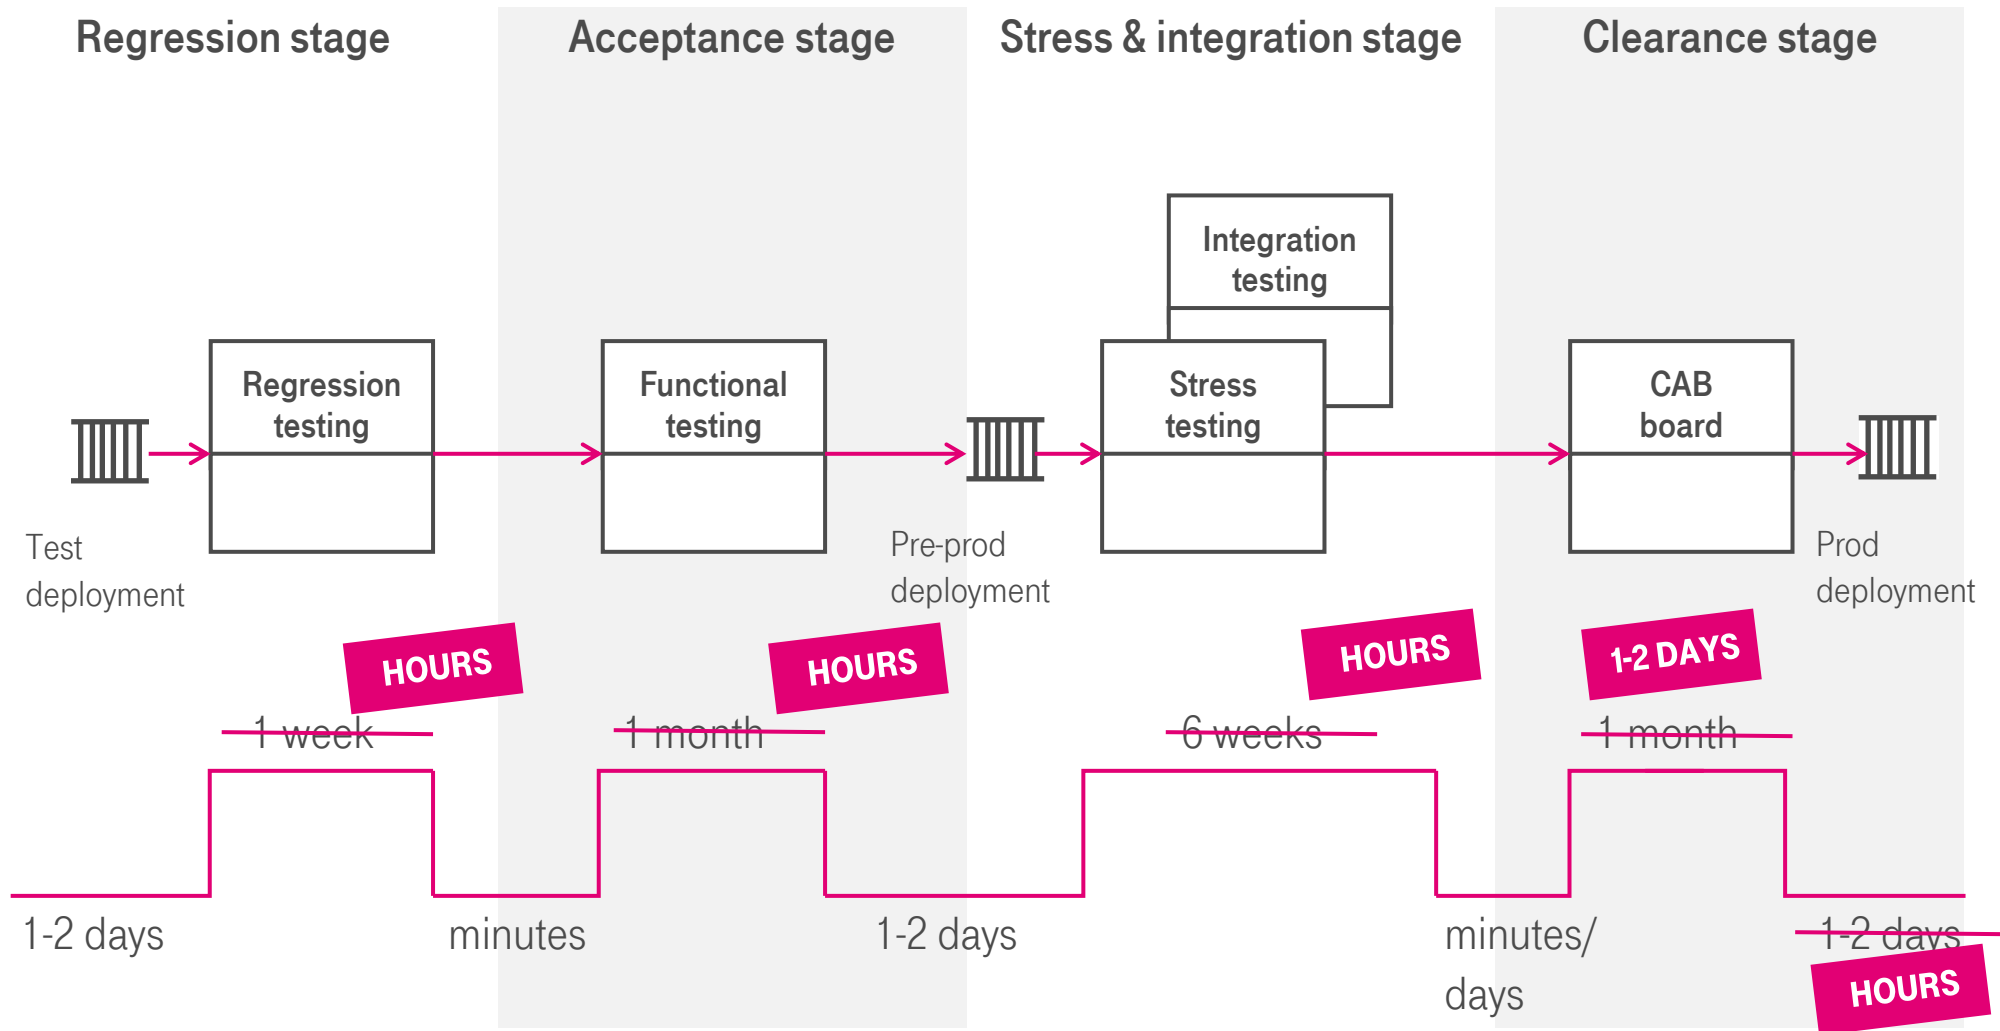 Regression stage
Acceptance stage
Stress & integration stage
Clearance stage
Integration
testing
Regression
testing
Functional
testing
Stress
testing
CAB
board
Test
deployment
Pre-prod
deployment
Prod
deployment
HOURS
HOURS
HOURS
1-2 DAYS
1 week
1 month
6 weeks
1 month
1-2 days
minutes
1-2 days
minutes/
days
1-2 days
HOURS